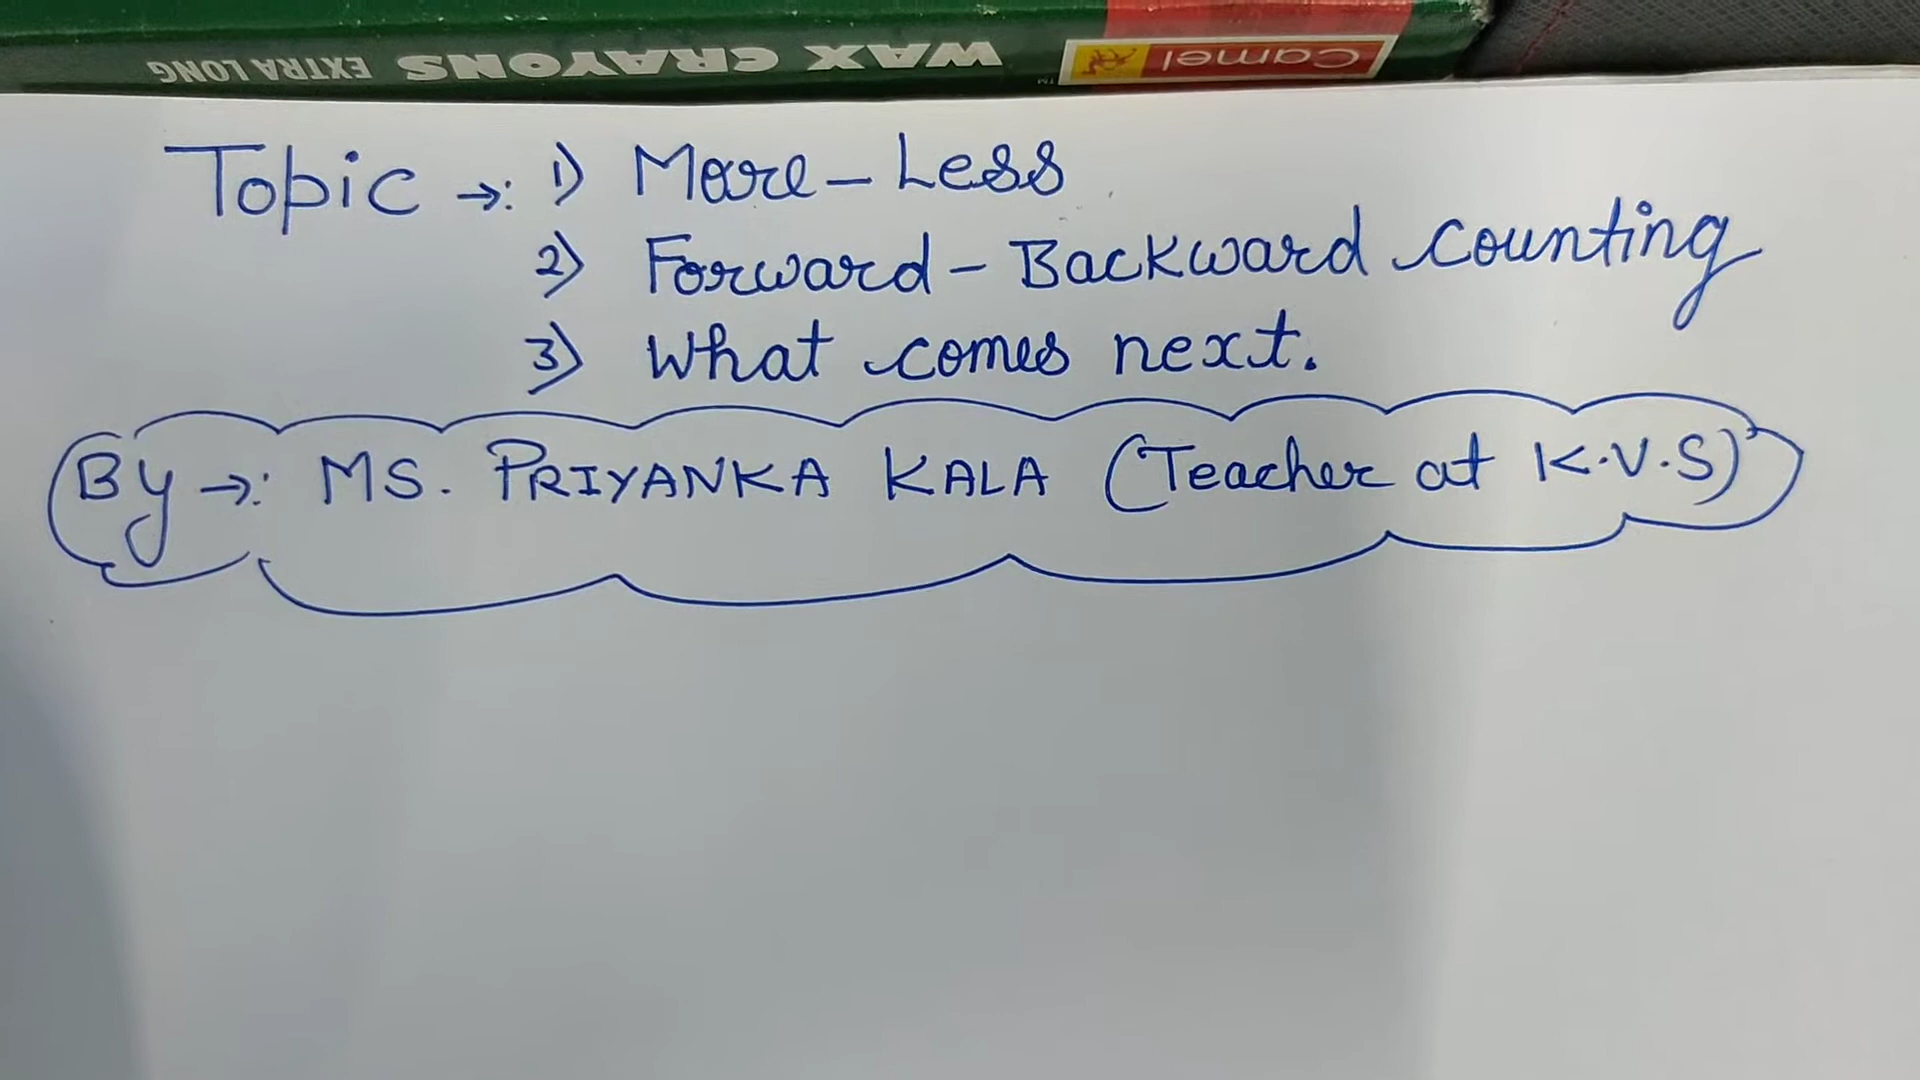 Camel WAX CRAYONS EXTRA LONG
Topic →: 1) More - Less
2) Forward - Backward counting
3) What comes next.
By →: MS. PRIYANKA KALA (Teacher at K.V.S)